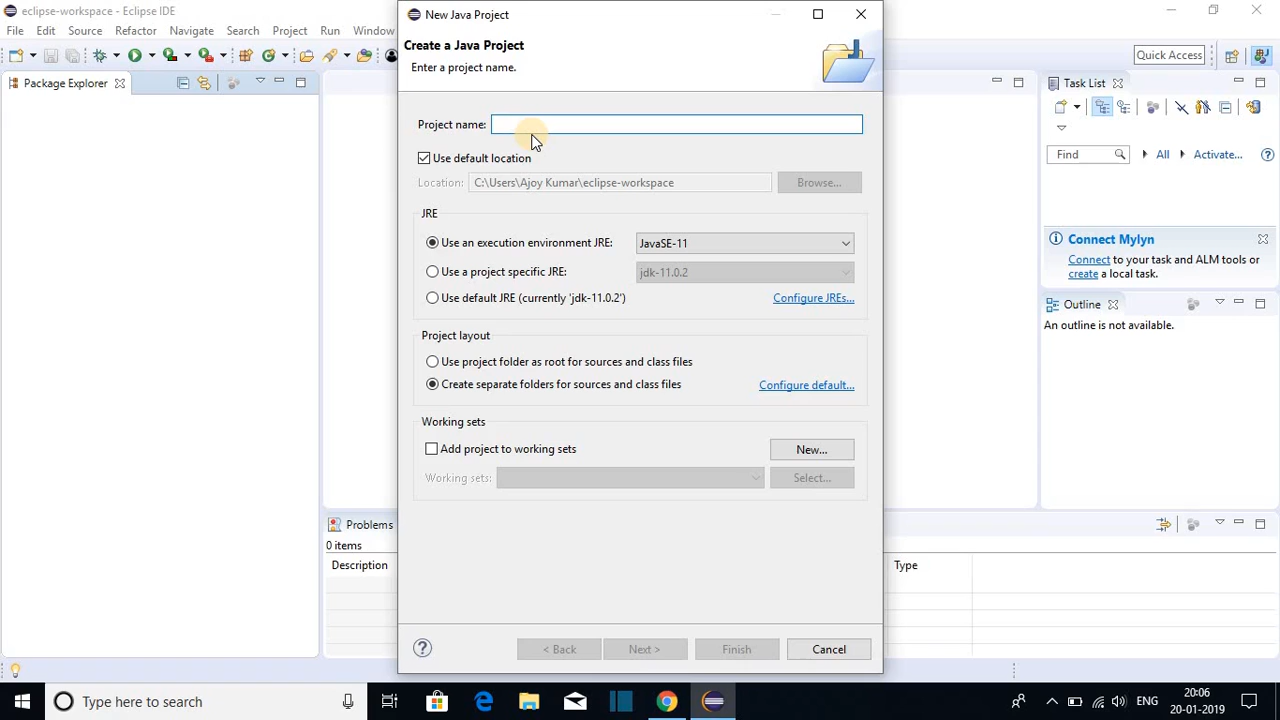 eclipse-workspace - Eclipse IDE
File Edit Source Refactor Navigate Search Project Run Window
Quick Access
Package Explorer
New Java Project
Create a Java Project
Enter a project name.
Project name:
Use default location
Location: C:\Users\Ajoy Kumar\eclipse-workspace Browse...
JRE
Use an execution environment JRE: JavaSE-11
Use a project specific JRE: jdk-11.0.2
Use default JRE (currently 'jdk-11.0.2') Configure JREs...
Project layout
Use project folder as root for sources and class files
Create separate folders for sources and class files Configure default...
Working sets
Add project to working sets New...
Working sets: Select...
< Back Next > Finish Cancel
Task List
Find All Activate...
Connect Mylyn
Connect to your task and ALM tools or
create a local task.
Outline
An outline is not available.
Problems
0 items
Description Type
Type here to search
ENG
20:06
20-01-2019